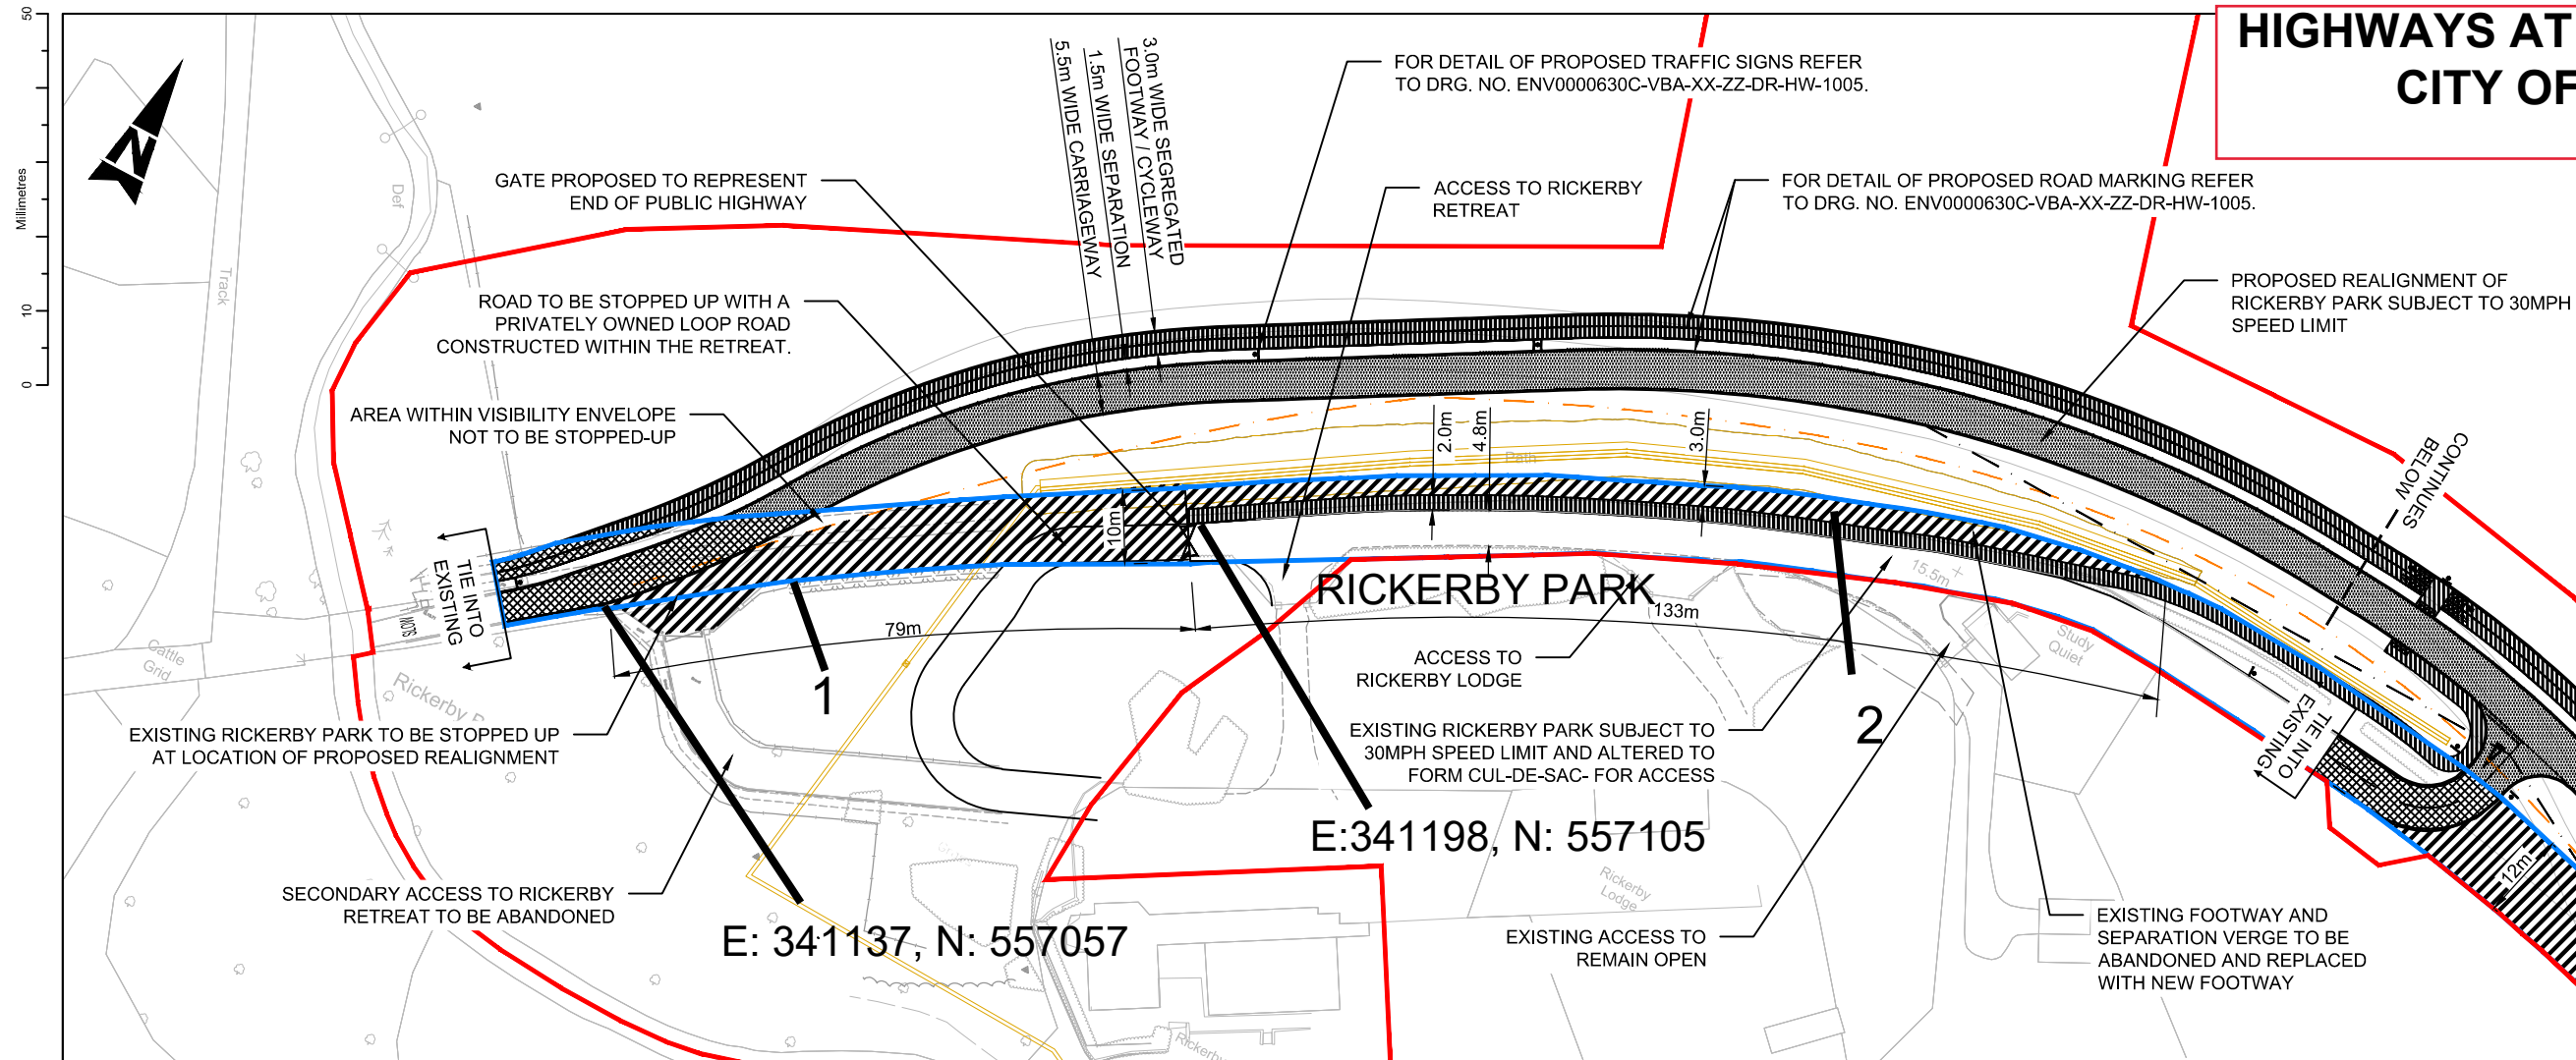 50
Millimetres
10
0
N
HIGHWAYS AT
CITY OF
5.5m WIDE CARRIAGEWAY
1.5m WIDE SEPARATION
3.0m WIDE SEGREGATED
FOOTWAY / CYCLEWAY
FOR DETAIL OF PROPOSED TRAFFIC SIGNS REFER
TO DRG. NO. ENV0000630C-VBA-XX-ZZ-DR-HW-1005.
GATE PROPOSED TO REPRESENT
END OF PUBLIC HIGHWAY
ACCESS TO RICKERBY
RETREAT
FOR DETAIL OF PROPOSED ROAD MARKING REFER
TO DRG. NO. ENV0000630C-VBA-XX-ZZ-DR-HW-1005.
Def
Track
ROAD TO BE STOPPED UP WITH A
PRIVATELY OWNED LOOP ROAD
CONSTRUCTED WITHIN THE RETREAT.
PROPOSED REALIGNMENT OF
RICKERBY PARK SUBJECT TO 30MPH
SPEED LIMIT
AREA WITHIN VISIBILITY ENVELOPE
NOT TO BE STOPPED-UP
2.0m
4.8m
3.0m
Path
CONTINUES
BELOW
10m
TIE INTO
EXISTING
SLOW
RICKERBY PARK
15.5m
79m
133m
Cattle
Grid
Study
Quiet
ACCESS TO
RICKERBY LODGE
1
2
Rickerby
EXISTING RICKERBY PARK TO BE STOPPED UP
AT LOCATION OF PROPOSED REALIGNMENT
EXISTING RICKERBY PARK SUBJECT TO
30MPH SPEED LIMIT AND ALTERED TO
FORM CUL-DE-SAC- FOR ACCESS
TIE INTO
EXISTING
E:341198, N: 557105
12m
SECONDARY ACCESS TO RICKERBY
RETREAT TO BE ABANDONED
Rickerby
Lodge
E: 341137, N: 557057
EXISTING ACCESS TO
REMAIN OPEN
EXISTING FOOTWAY AND
SEPARATION VERGE TO BE
ABANDONED AND REPLACED
WITH NEW FOOTWAY
Rickerby